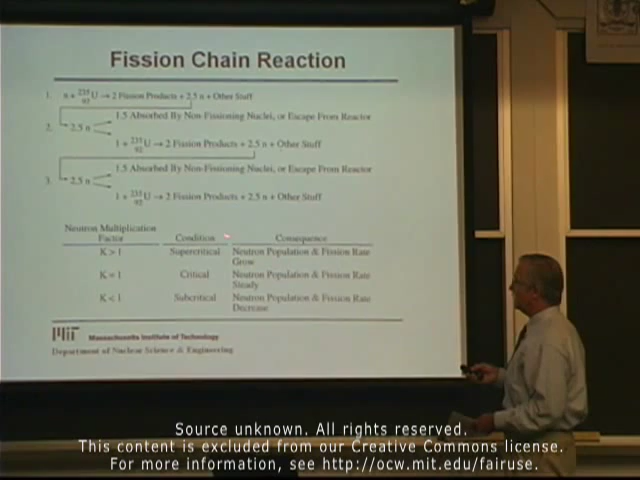 Fission Chain Reaction
1. n + 235 92 U → 2 Fission Products + 2.5 n + Other Stuff
1.5 Absorbed By Non-Fissioning Nuclei, or Escape From Reactor
2. 2.5 n
1 + 235 92 U → 2 Fission Products + 2.5 n + Other Stuff
1.5 Absorbed By Non-Fissioning Nuclei, or Escape From Reactor
3. 2.5 n
1 + 235 92 U → 2 Fission Products + 2.5 n + Other Stuff
Neutron Multiplication Factor Condition Consequence
K > 1 Supercritical Neutron Population & Fission Rate Grow
K = 1 Critical Neutron Population & Fission Rate Steady
K < 1 Subcritical Neutron Population & Fission Rate Decrease
MIT Massachusetts Institute of Technology
Department of Nuclear Science & Engineering
Source unknown. All rights reserved.
This content is excluded from our Creative Commons license.
For more information, see http://ocw.mit.edu/fairuse.